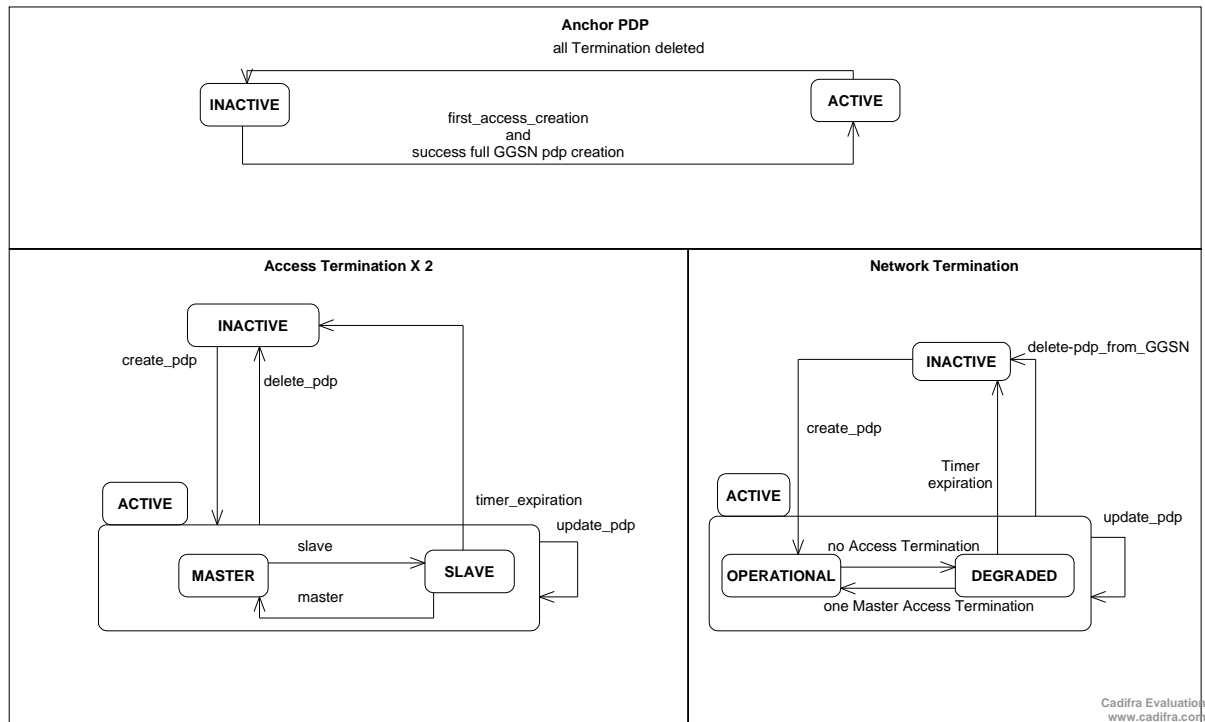 Anchor PDP
all Termination deleted
INACTIVE
ACTIVE
first_access_creation
and
success full GGSN pdp creation
Access Termination X 2
INACTIVE
create_pdp
delete_pdp
ACTIVE
timer_expiration
update_pdp
slave
MASTER
SLAVE
master
Network Termination
delete-pdp_from_GGSN
INACTIVE
create_pdp
Timer
expiration
ACTIVE
update_pdp
no Access Termination
OPERATIONAL
DEGRADED
one Master Access Termination
Cadifra Evaluation
www.cadifra.com